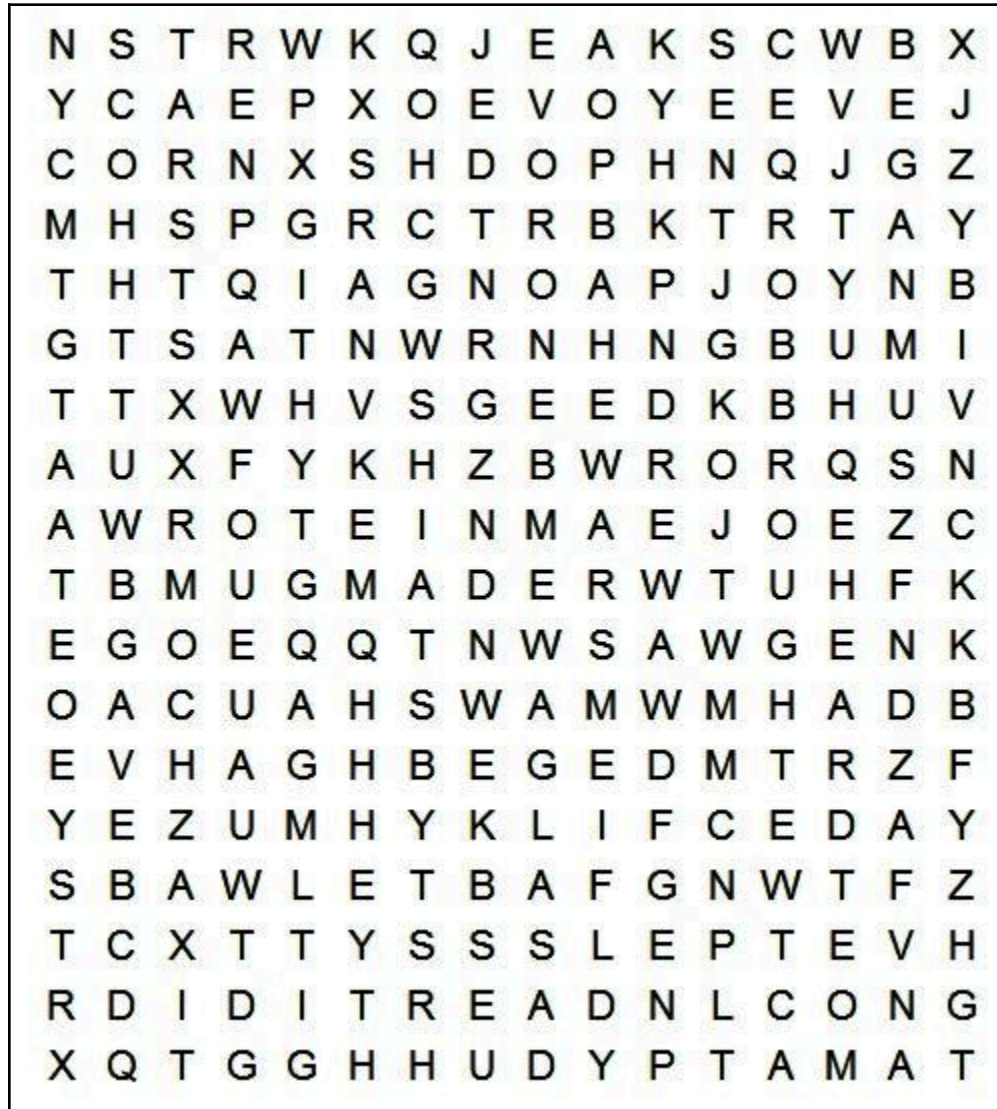 N S T R W K Q J E A K S C W B X
Y C A E P X O E V O Y E E V E J
C O R N X S H D O P H N Q J G Z
M H S P G R C T R B K T R T A Y
T H T Q I A G N O A P J O Y N B
G T S A T N W R N H N G B U M I
T T X W H V S G E E D K B H U V
A U X F Y K H Z B W R O R Q S N
A W R O T E I N M A E J O E Z C
T B M U G M A D E R W T U H F K
E G O E Q Q T N W S A W G E N K
O A C U A H S W A M W M H A D B
E V H A G H B E G E D M T R Z F
Y E Z U M H Y K L I F C E D A Y
S B A W L E T B A F G N W T F Z
T C X T T Y S S S L E P T E V H
R D I D I T R E A D N L C O N G
X Q T G G H H U D Y P T A M A T